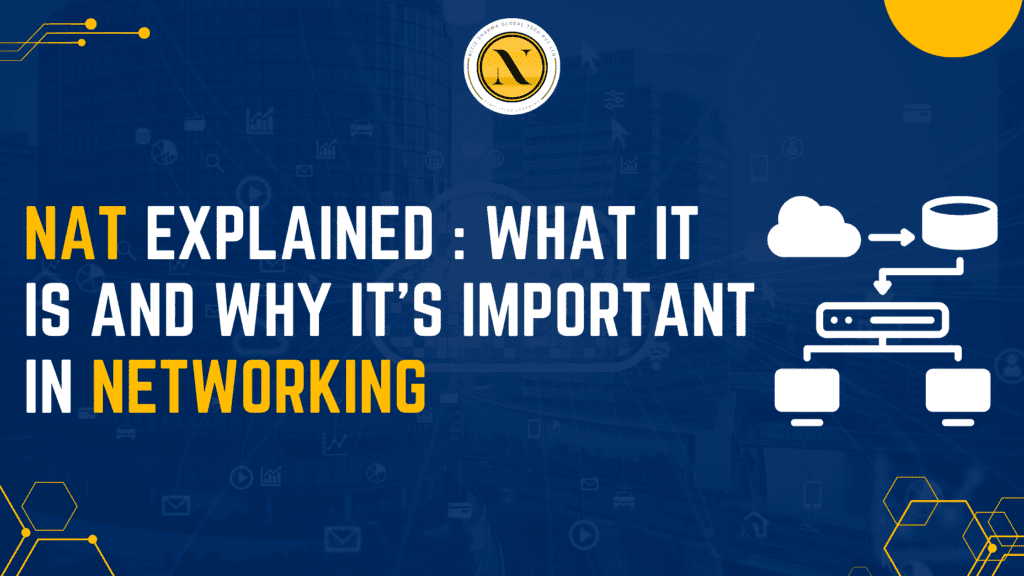 N
NAT EXPLAINED : WHAT IT
IS AND WHY IT'S IMPORTANT
IN NETWORKING